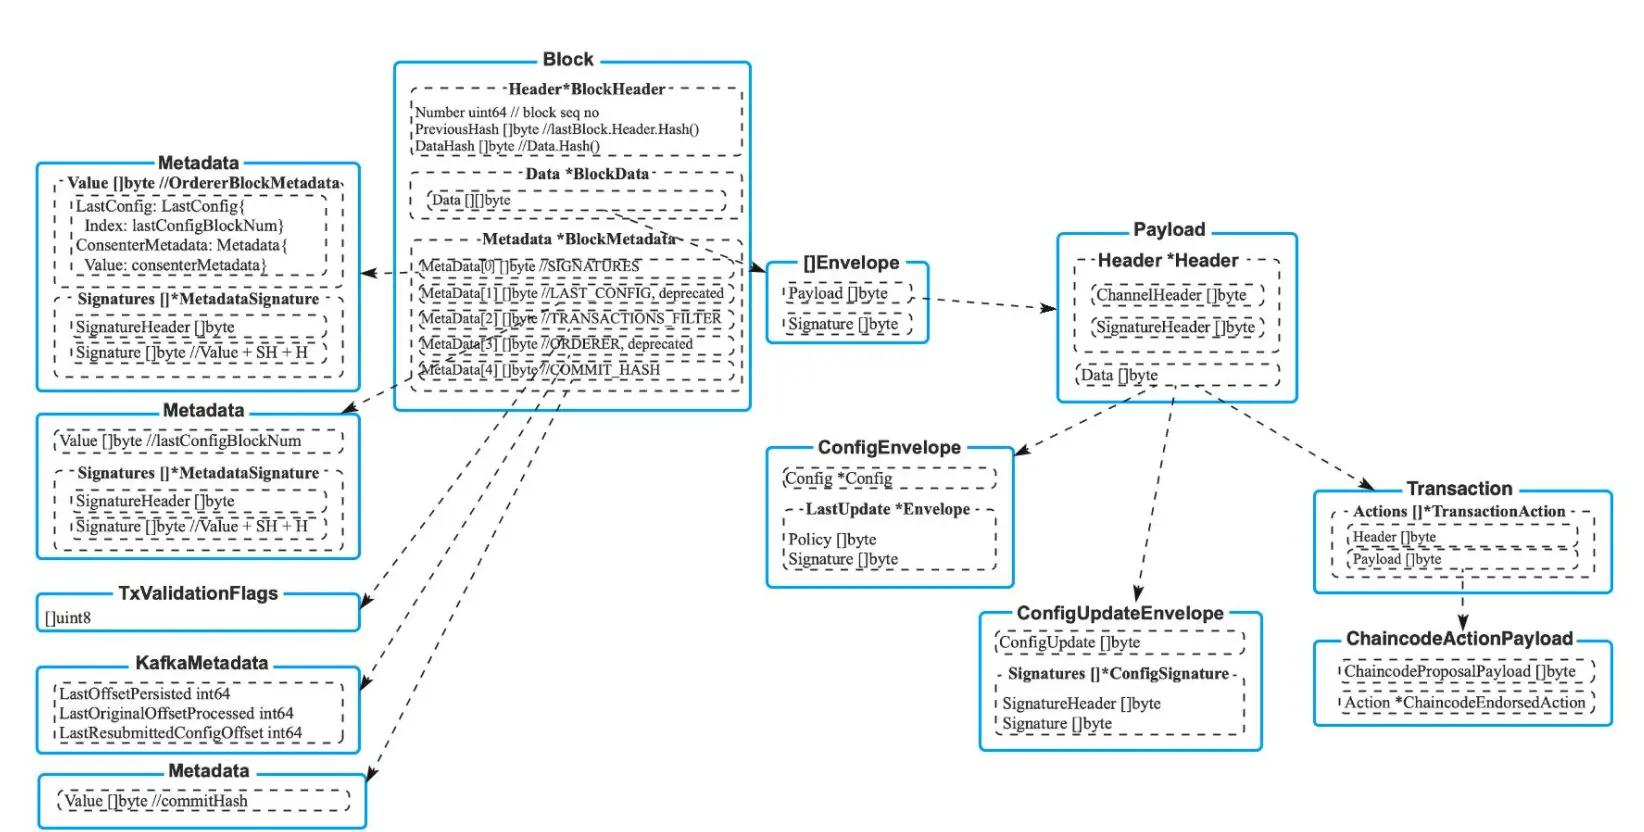 Block
Header*BlockHeader
Number uint64 // block seq no
PreviousHash []byte //lastBlock.Header.Hash()
DataHash []byte //Data.Hash()
Data *BlockData
Data [][]byte
Metadata *BlockMetadata
MetaData[0] []byte //SIGNATURES
MetaData[1] []byte //LAST_CONFIG, deprecated
MetaData[2] []byte //TRANSACTIONS_FILTER
MetaData[3] []byte //ORDERER, deprecated
MetaData[4] []byte //COMMIT_HASH
Metadata
Value []byte //OrdererBlockMetadata
LastConfig: LastConfig{
Index: lastConfigBlockNum}
ConsenterMetadata: Metadata{
Value: consenterMetadata}
Signatures []*MetadataSignature
SignatureHeader []byte
Signature []byte //Value + SH + H
Metadata
Value []byte //lastConfigBlockNum
Signatures []*MetadataSignature
SignatureHeader []byte
Signature []byte //Value + SH + H
TxValidationFlags
[]uint8
KafkaMetadata
LastOffsetPersisted int64
LastOriginalOffsetProcessed int64
LastResubmittedConfigOffset int64
Metadata
Value []byte //commitHash
[]Envelope
Payload []byte
Signature []byte
Payload
Header *Header
ChannelHeader []byte
SignatureHeader []byte
Data []byte
ConfigEnvelope
Config *Config
LastUpdate *Envelope
Policy []byte
Signature []byte
ConfigUpdateEnvelope
ConfigUpdate []byte
Signatures []*ConfigSignature
SignatureHeader []byte
Signature []byte
Transaction
Actions []*TransactionAction
Header []byte
Payload []byte
ChaincodeActionPayload
ChaincodeProposalPayload []byte
Action *ChaincodeEndorsedAction